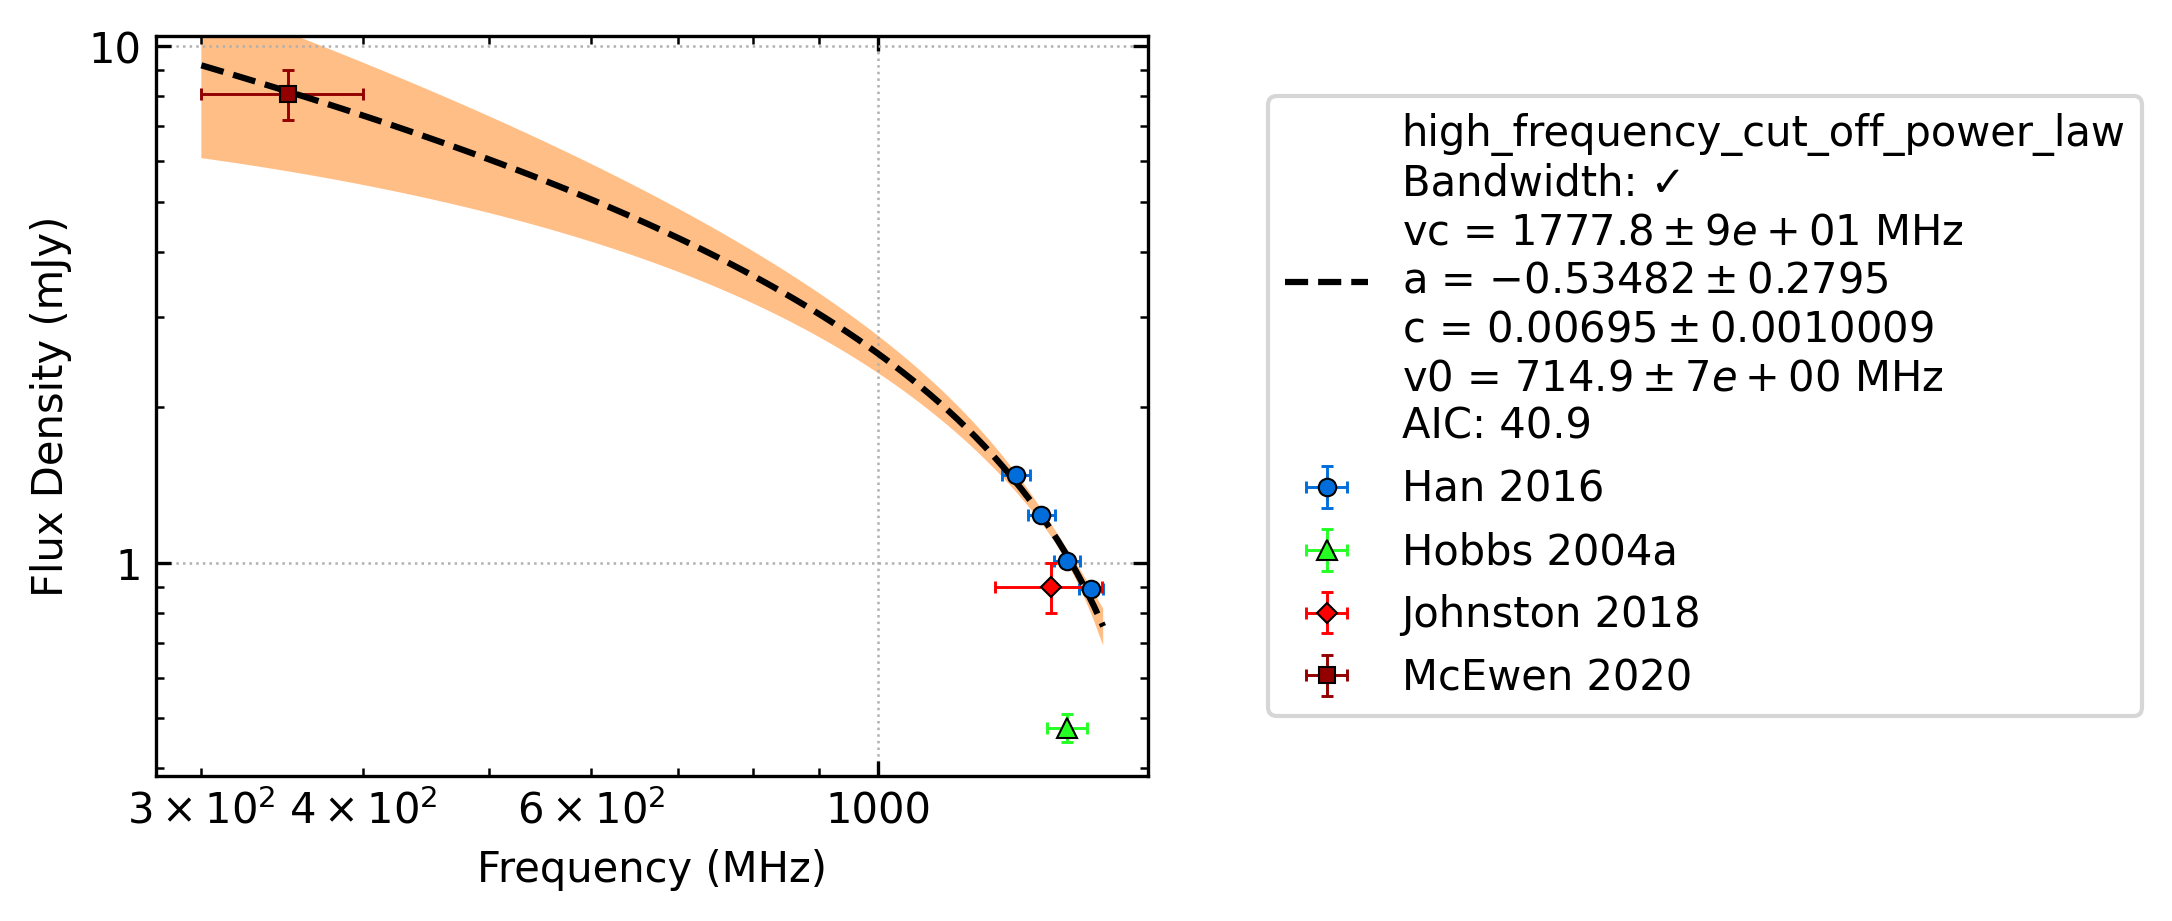 10
1
Flux Density (mJy)
3×10² 4×10² 6×10² 1000
Frequency (MHz)
high_frequency_cut_off_power_law
Bandwidth: ✓
vc = 1777.8 ± 9e + 01 MHz
a = −0.53482 ± 0.2795
c = 0.00695 ± 0.0010009
v0 = 714.9 ± 7e + 00 MHz
AIC: 40.9
Han 2016
Hobbs 2004a
Johnston 2018
McEwen 2020